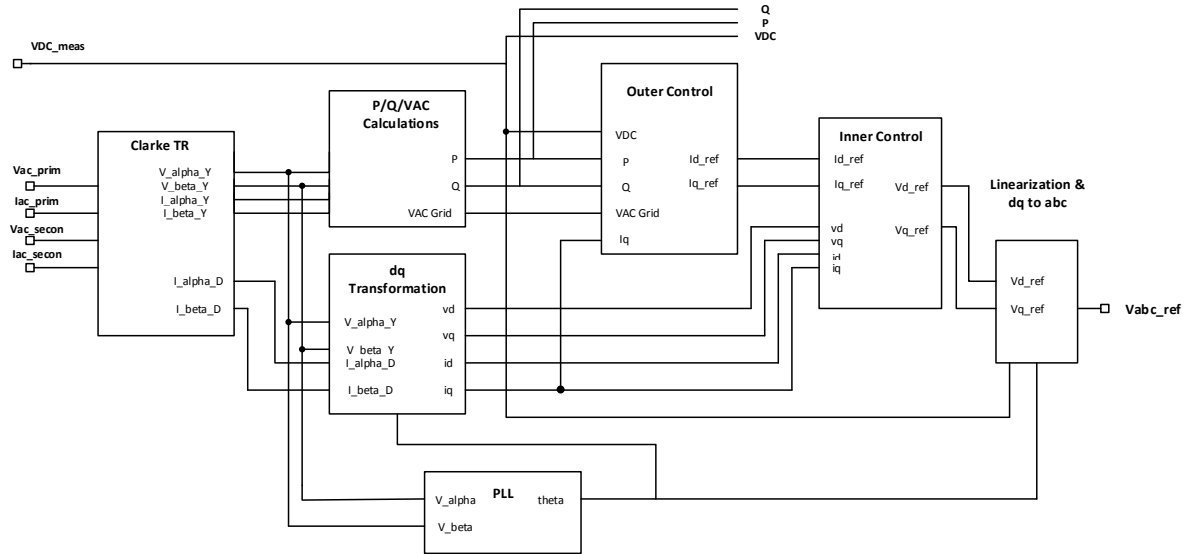 Q
P
VDC
VDC_meas
Outer Control
P/Q/VAC
Calculations
Inner Control
Clarke TR
VDC
P
P
Id_ref
Id_ref
Vac_prim
V_alpha_Y
V_beta_Y
Q
Q
Iq_ref
Iq_ref
Vd_ref
Linearization &
dq to abc
Iac_prim
I_alpha_Y
I_beta_Y
VAC Grid
VAC Grid
Vac_secon
Iq
vd
vq
Vq_ref
Iac_secon
id
iq
dq
Transformation
I_alpha_D
Vd_ref
I_beta_D
vd
Vq_ref
Vabc_ref
V_alpha_Y
vq
V_beta_Y
I_alpha_D
id
I_beta_D
iq
V_alpha
PLL
theta
V_beta